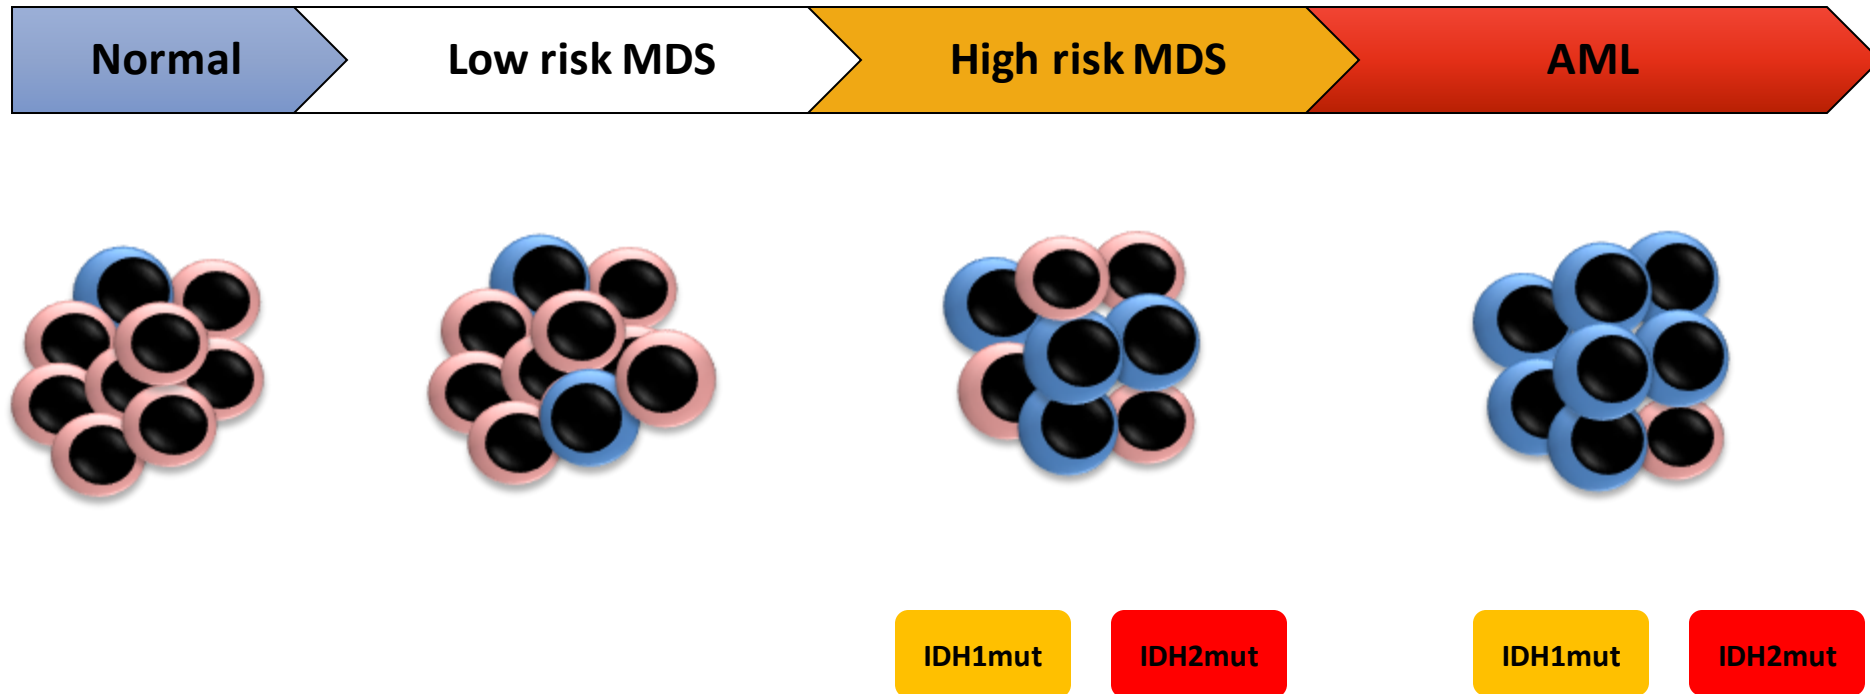 Normal
Low risk MDS
High risk MDS
AML
IDH1mut
IDH2mut
IDH1mut
IDH2mut